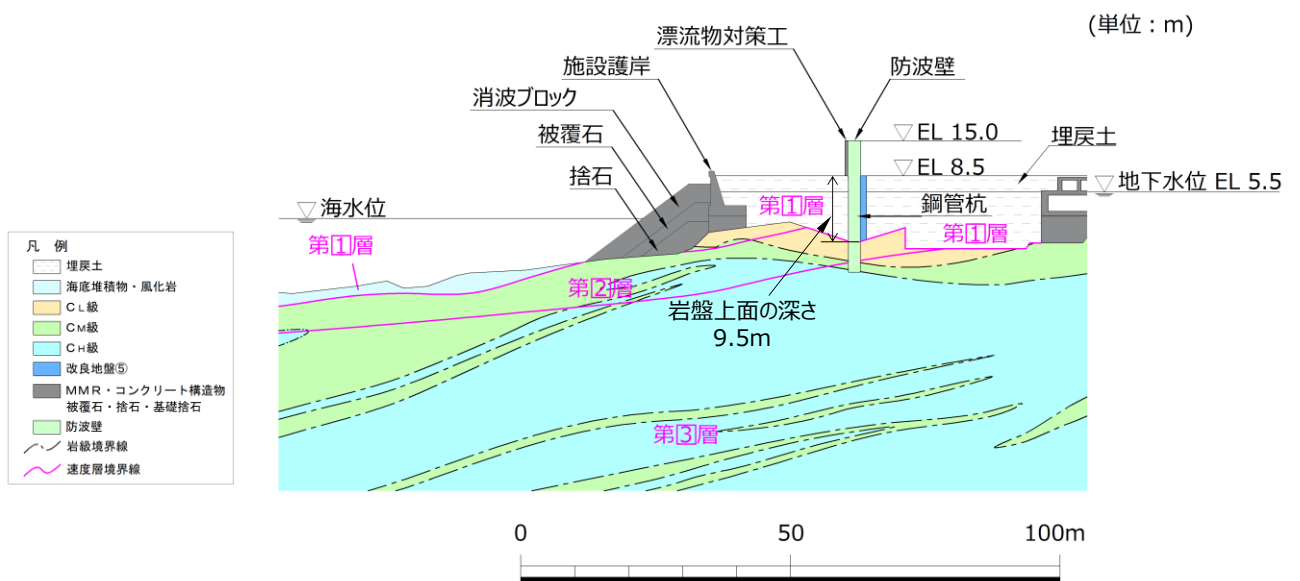 (単位：m)
漂流物対策工
施設護岸
防波壁
消波ブロック
被覆石
捨石
▽ EL 15.0
▽ EL 8.5
埋戻土
▽ 地下水位 EL 5.5
▽ 海水位
第1層
第1層
鋼管杭
第1層
第2層
岩盤上面の深さ
9.5m
第3層
凡 例
埋戻土
海底堆積物・風化岩
CL級
CM級
CH級
改良地盤⑤
MMR・コンクリート構造物
被覆石・捨石・基礎捨石
防波壁
岩級境界線
速度層境界線
0 50 100m